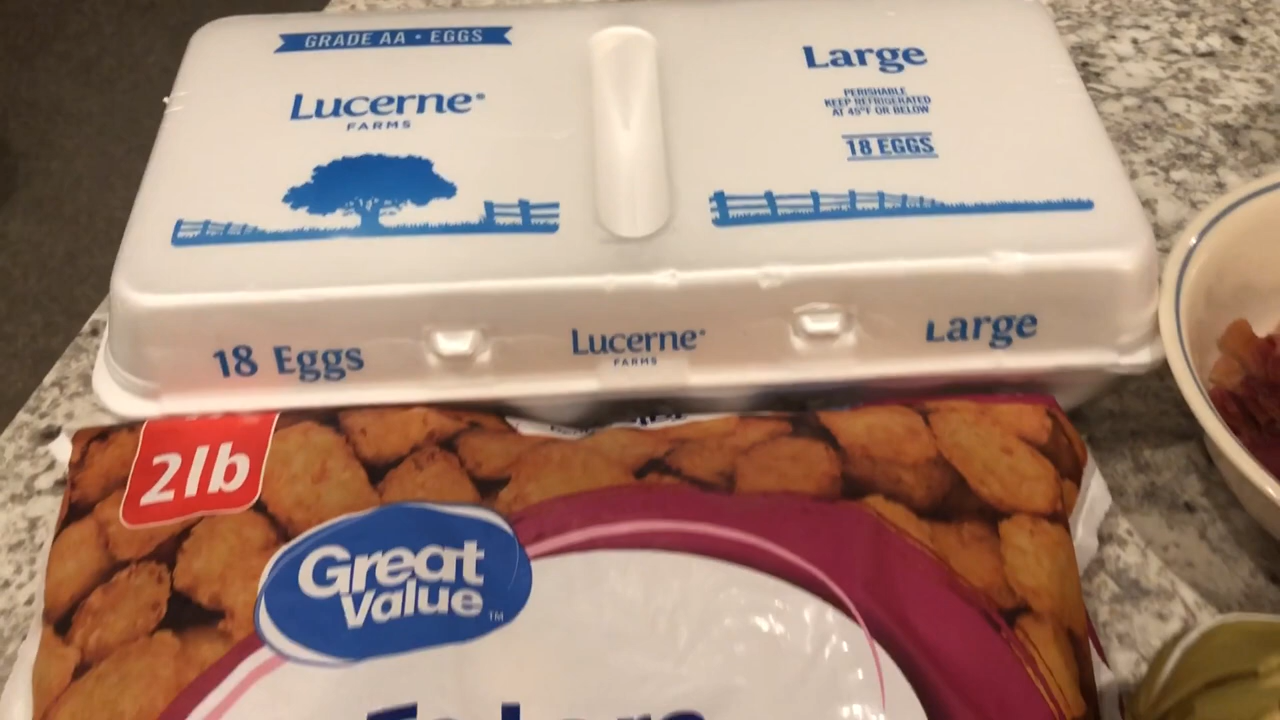 GRADE AA • EGGS
Lucerne
FARMS
Large
PERISHABLE
KEEP REFRIGERATED
AT 45°F OR BELOW
18 EGGS
18 Eggs
Lucerne
FARMS
Large
2lb
Great
Value™